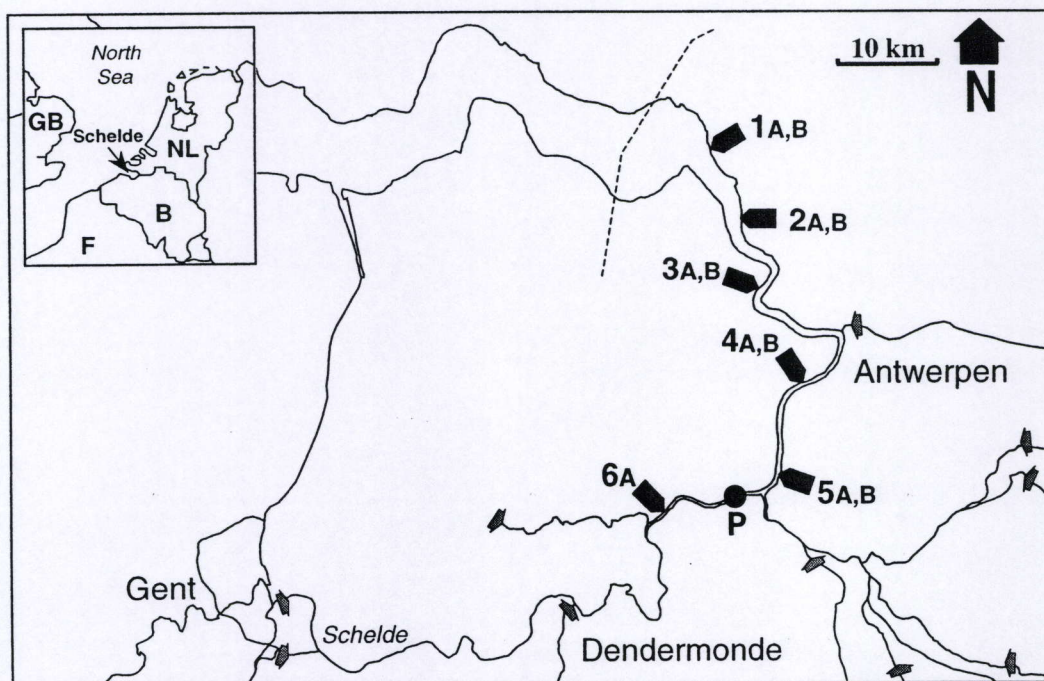 North
Sea
GB
Schelde
NL
B
F
10 km
N
1A,B
2A,B
3A,B
4A,B
Antwerpen
6A
P
5A,B
Gent
Schelde
Dendermonde